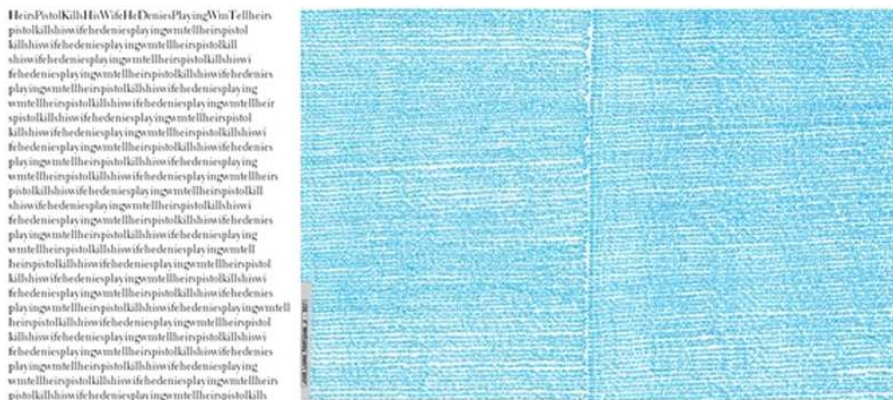 HeirsPistolKillsHisWifeHeDeniesPlayingWmTellheirs
pistolkillshiswifehedeniesplayingwmtellheirspistol
killshiswifehedeniesplayingwmtellheirspistolkill
shiswifehedeniesplayingwmtellheirspistolkillshiswi
fehedeniesplayingwmtellheirspistolkillshiswifehedenies
playingwmtellheirspistolkillshiswifehedeniesplaying
wmtellheirspistolkillshiswifehedeniesplayingwmtellheir
spistolkillshiswifehedeniesplayingwmtellheirspistol
killshiswifehedeniesplayingwmtellheirspistolkillshiswi
fehedeniesplayingwmtellheirspistolkillshiswifehedenies
playingwmtellheirspistolkillshiswifehedeniesplaying
wmtellheirspistolkillshiswifehedeniesplayingwmtellheirs
pistolkillshiswifehedeniesplayingwmtellheirspistolkill
shiswifehedeniesplayingwmtellheirspistolkillshiswi
fehedeniesplayingwmtellheirspistolkillshiswifehedenies
playingwmtellheirspistolkillshiswifehedeniesplaying
wmtellheirspistolkillshiswifehedeniesplayingwmtell
heirspistolkillshiswifehedeniesplayingwmtellheirspistol
killshiswifehedeniesplayingwmtellheirspistolkillshiswi
fehedeniesplayingwmtellheirspistolkillshiswifehedenies
playingwmtellheirspistolkillshiswifehedeniesplayingwmtell
heirspistolkillshiswifehedeniesplayingwmtellheirspistol
killshiswifehedeniesplayingwmtellheirspistolkillshiswi
fehedeniesplayingwmtellheirspistolkillshiswifehedenies
playingwmtellheirspistolkillshiswifehedeniesplaying
wmtellheirspistolkillshiswifehedeniesplayingwmtellheirs
pistolkillshiswifehedeniesplayingwmtellheirspistolkills